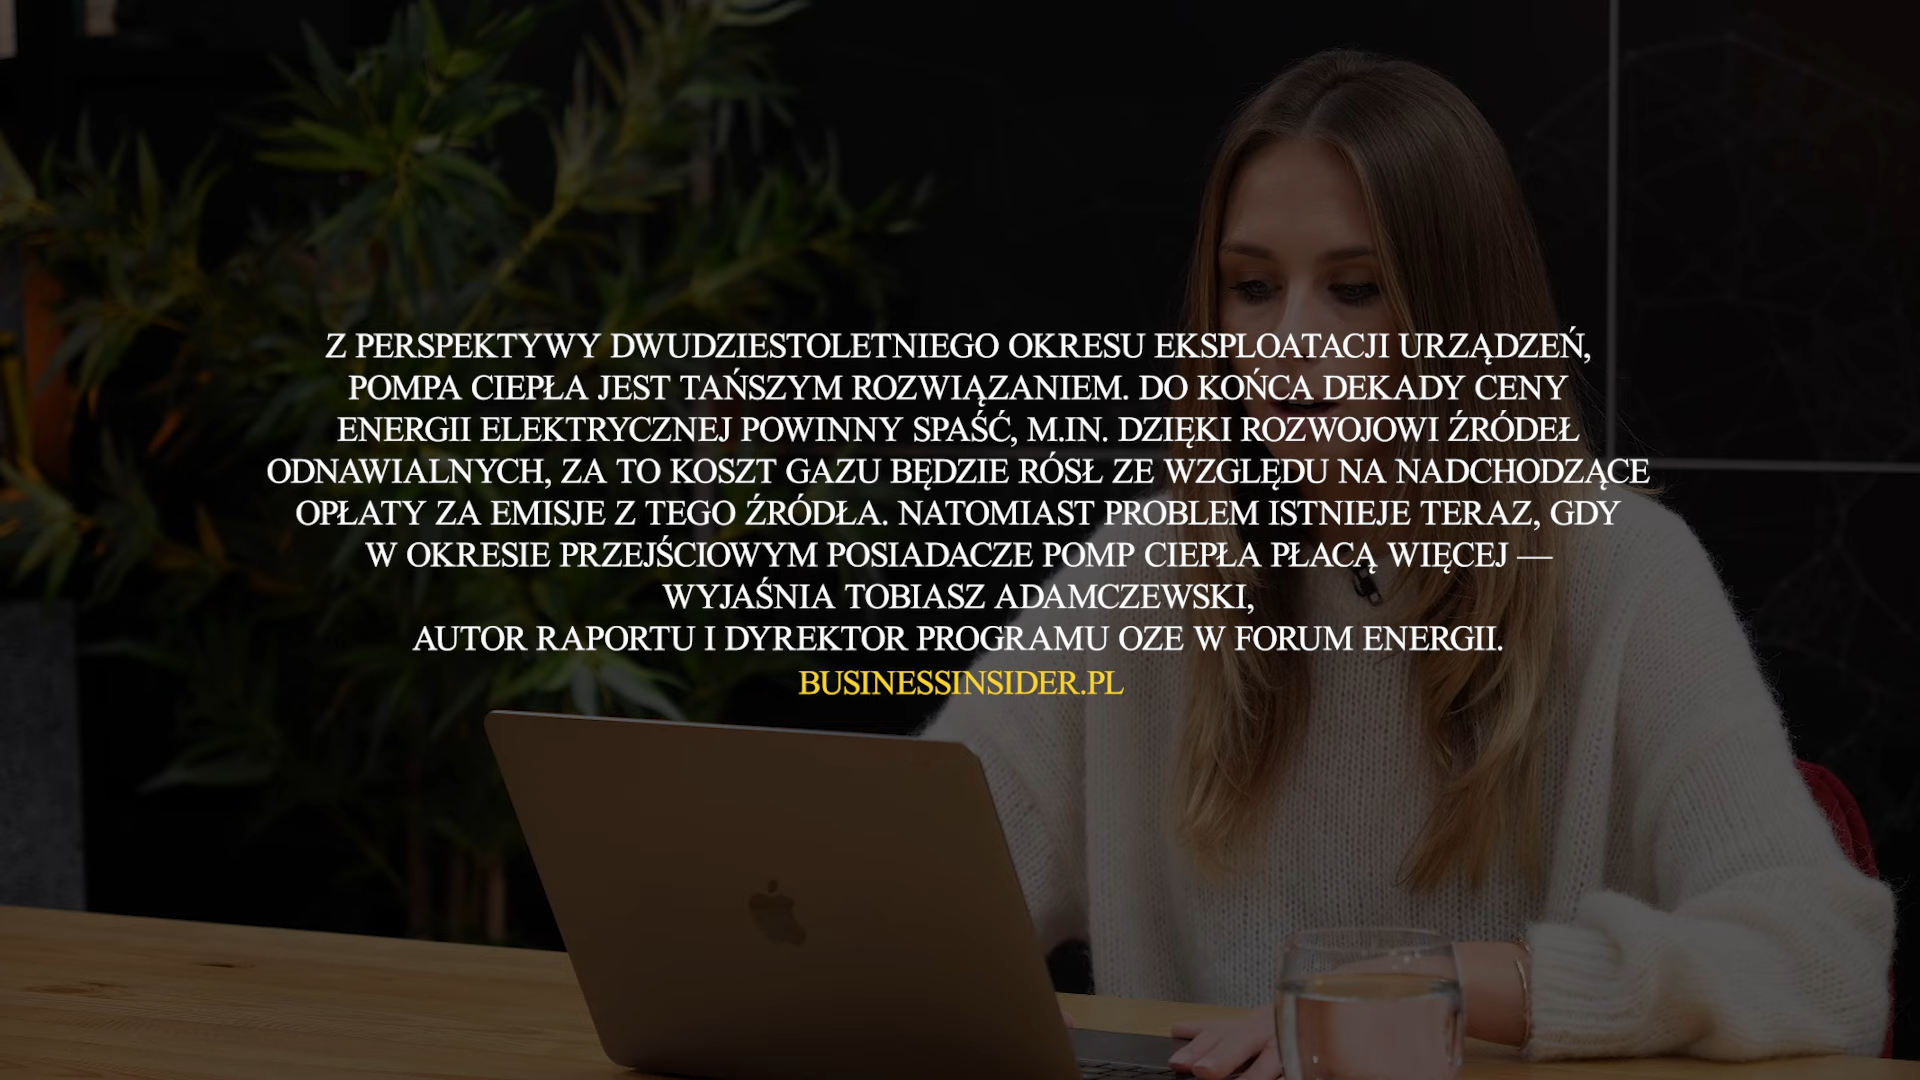 Z PERSPEKTYWY DWUDZIESTOLETNIEGO OKRESU EKSPLOATACJI URZĄDZEŃ,
POMPA CIEPŁA JEST TAŃSZYM ROZWIĄZANIEM. DO KOŃCA DEKADY CENY
ENERGII ELEKTRYCZNEJ POWINNY SPAŚĆ, M.IN. DZIĘKI ROZWOJOWI ŹRÓDEŁ
ODNAWIALNYCH, ZA TO KOSZT GAZU BĘDZIE RÓSŁ ZE WZGLĘDU NA NADCHODZĄCE
OPŁATY ZA EMISJE Z TEGO ŹRÓDŁA. NATOMIAST PROBLEM ISTNIEJE TERAZ, GDY
W OKRESIE PRZEJŚCIOWYM POSIADACZE POMP CIEPŁA PŁACĄ WIĘCEJ —
WYJAŚNIA TOBIASZ ADAMCZEWSKI,
AUTOR RAPORTU I DYREKTOR PROGRAMU OZE W FORUM ENERGII.
BUSINESSINSIDER.PL